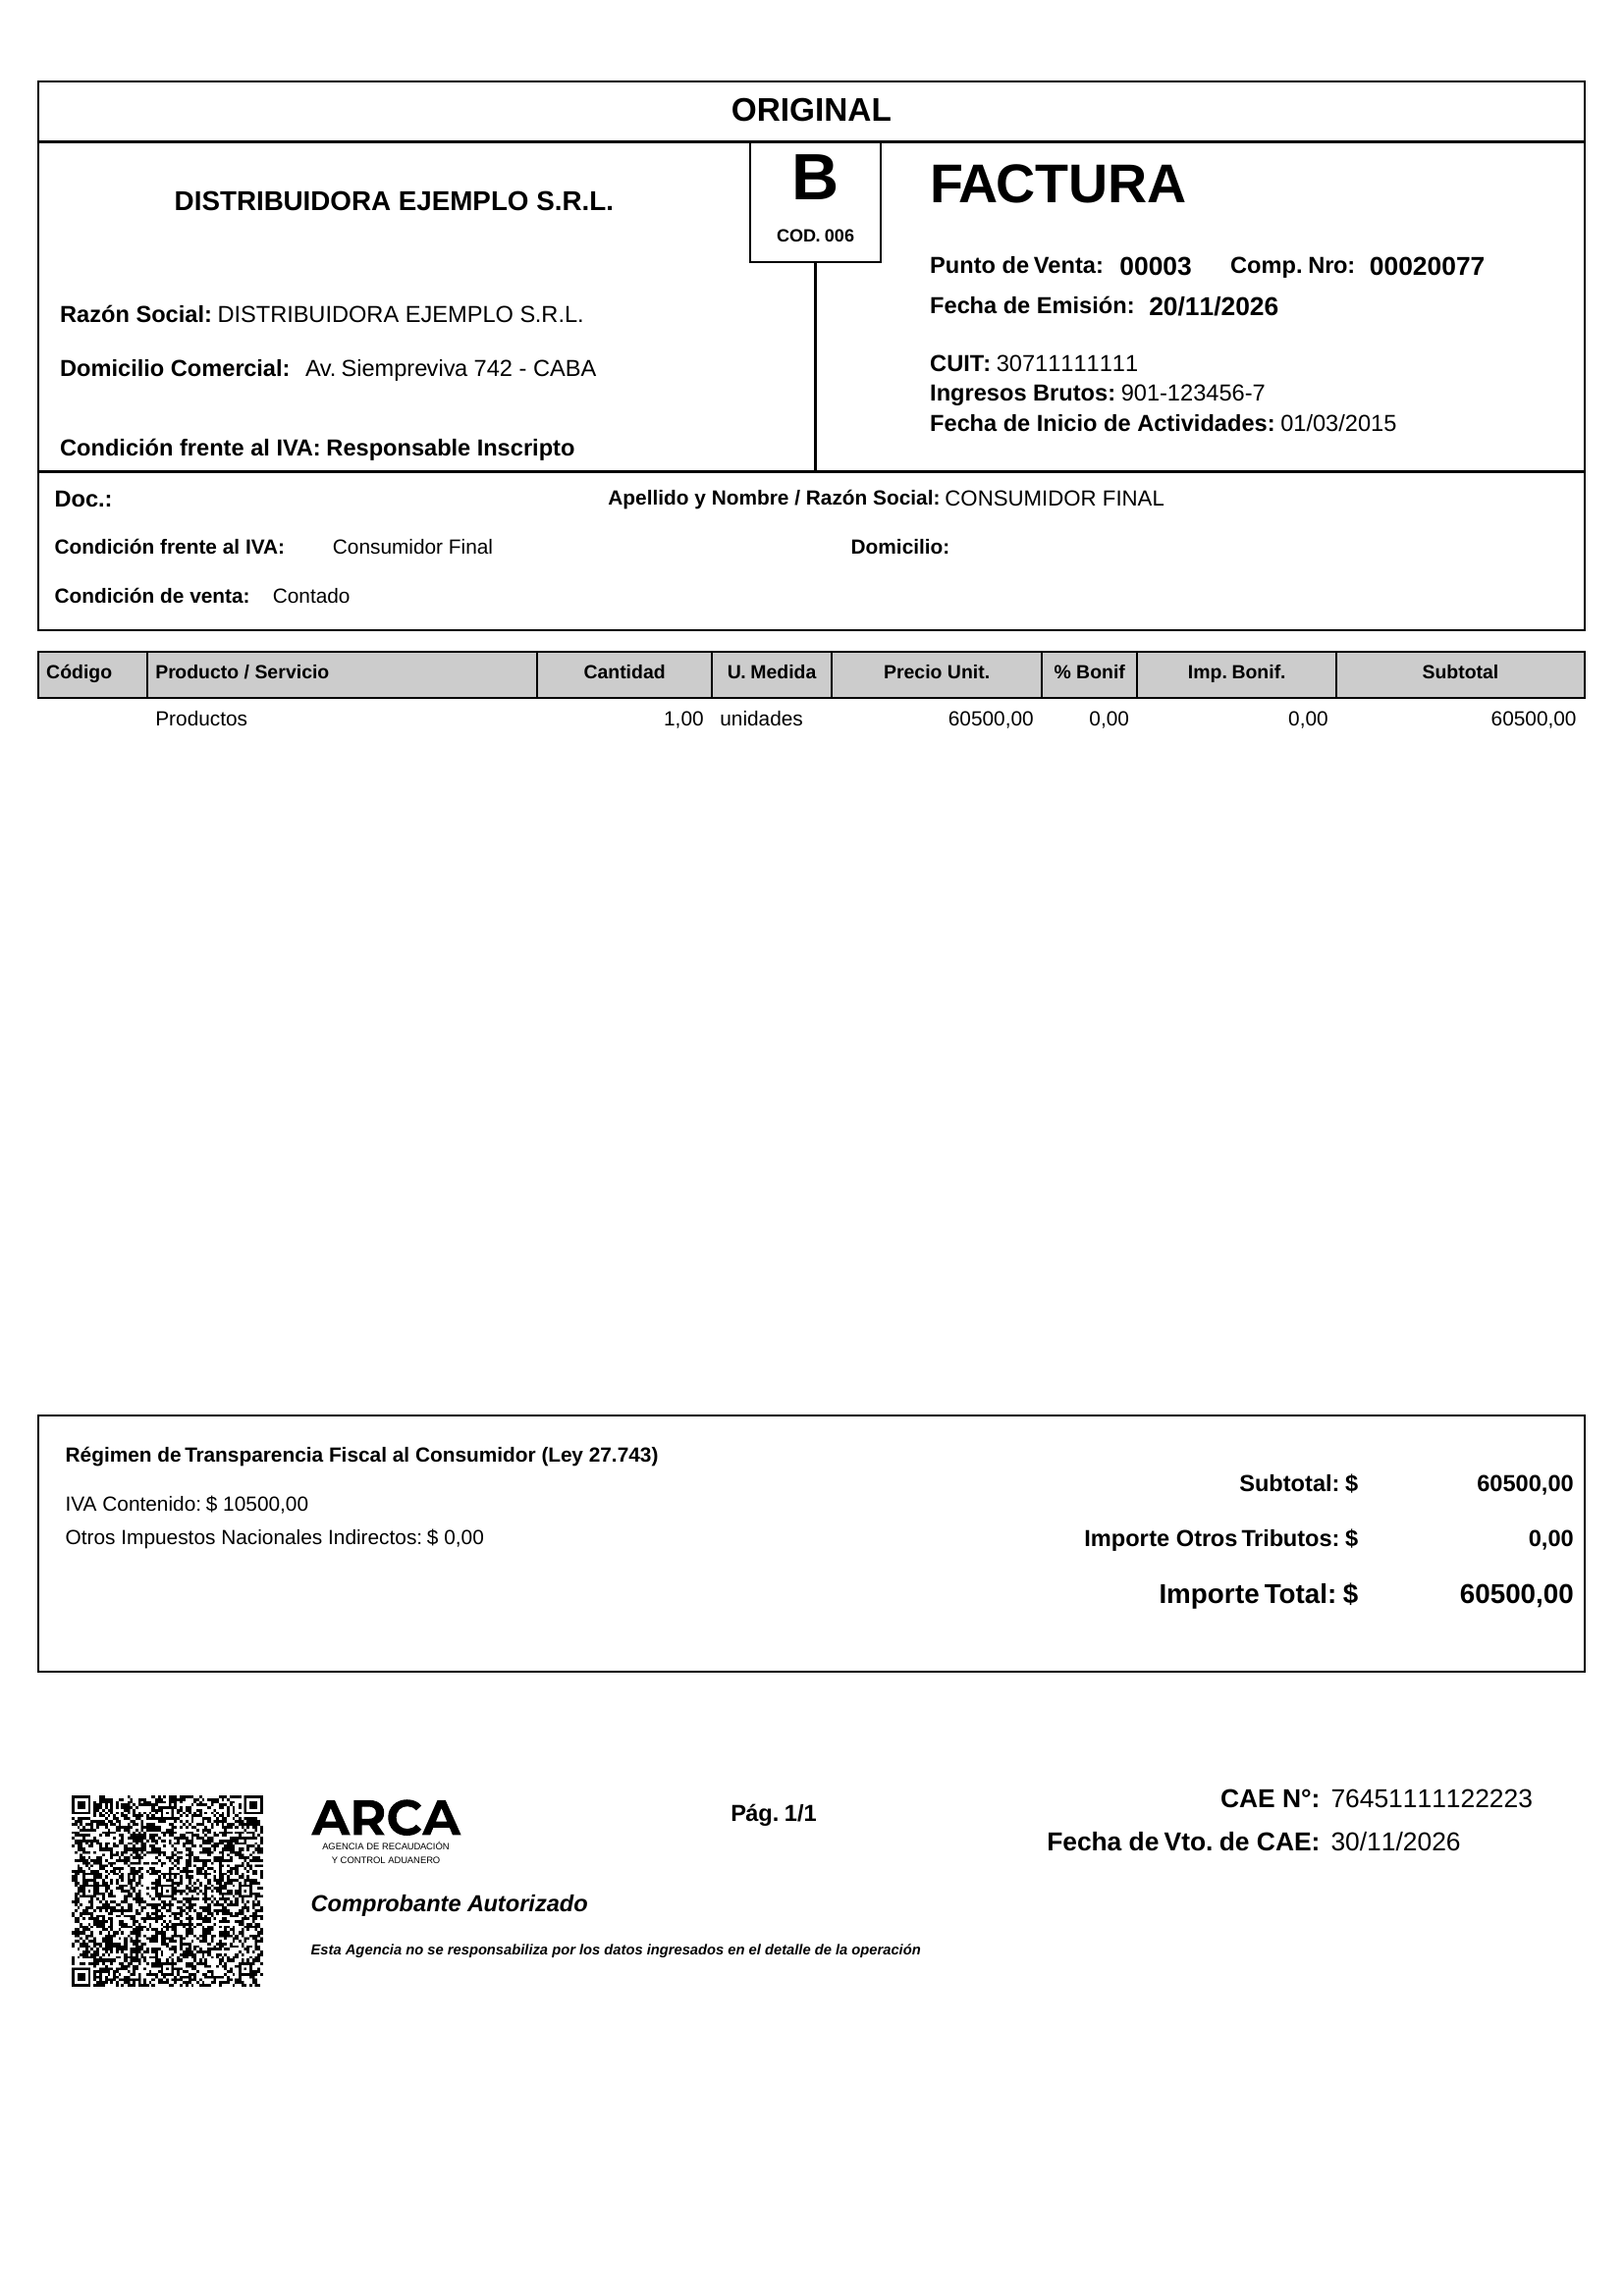 ORIGINAL
DISTRIBUIDORA EJEMPLO S.R.L.
B
COD. 006
FACTURA
Punto de Venta: 00003 Comp. Nro: 00020077
Fecha de Emisión: 20/11/2026
Razón Social: DISTRIBUIDORA EJEMPLO S.R.L.
Domicilio Comercial: Av. Siempreviva 742 - CABA
Condición frente al IVA: Responsable Inscripto
CUIT: 30711111111
Ingresos Brutos: 901-123456-7
Fecha de Inicio de Actividades: 01/03/2015
Doc.: Apellido y Nombre / Razón Social: CONSUMIDOR FINAL
Condición frente al IVA: Consumidor Final Domicilio:
Condición de venta: Contado
Código Producto / Servicio Cantidad U. Medida Precio Unit. % Bonif Imp. Bonif. Subtotal
Productos 1,00 unidades 60500,00 0,00 0,00 60500,00
Régimen de Transparencia Fiscal al Consumidor (Ley 27.743)
IVA Contenido: $ 10500,00
Otros Impuestos Nacionales Indirectos: $ 0,00
Subtotal: $ 60500,00
Importe Otros Tributos: $ 0,00
Importe Total: $ 60500,00
ARCA
AGENCIA DE RECAUDACIÓN
Y CONTROL ADUANERO
Comprobante Autorizado
Esta Agencia no se responsabiliza por los datos ingresados en el detalle de la operación
Pág. 1/1
CAE N°: 76451111122223
Fecha de Vto. de CAE: 30/11/2026